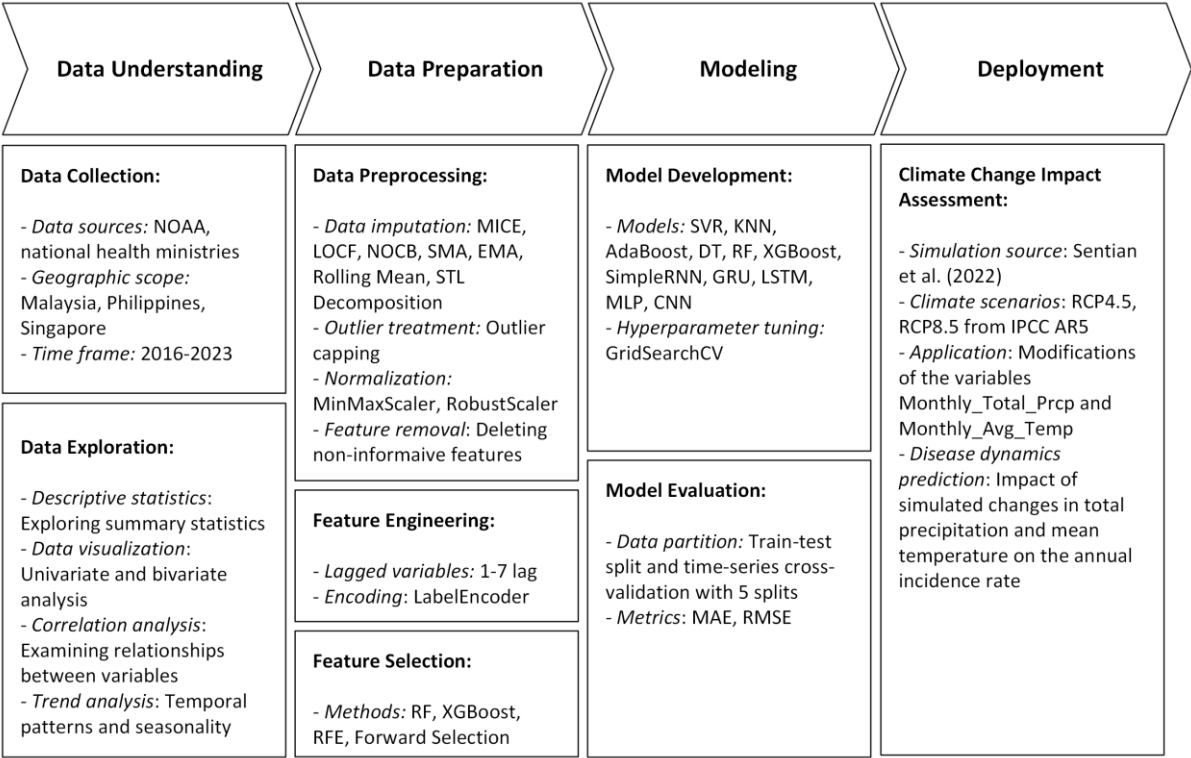 Data Understanding
Data Preparation
Modeling
Deployment
Data Collection:
- Data sources: NOAA,
national health ministries
- Geographic scope:
Malaysia, Philippines,
Singapore
- Time frame: 2016-2023
Data Exploration:
- Descriptive statistics:
Exploring summary statistics
- Data visualization:
Univariate and bivariate
analysis
- Correlation analysis:
Examining relationships
between variables
- Trend analysis: Temporal
patterns and seasonality
Data Preprocessing:
- Data imputation: MICE,
LOCF, NOCB, SMA, EMA,
Rolling Mean, STL
Decomposition
- Outlier treatment: Outlier
capping
- Normalization:
MinMaxScaler, RobustScaler
- Feature removal: Deleting
non-informaive features
Feature Engineering:
- Lagged variables: 1-7 lag
- Encoding: LabelEncoder
Feature Selection:
- Methods: RF, XGBoost,
RFE, Forward Selection
Model Development:
- Models: SVR, KNN,
AdaBoost, DT, RF, XGBoost,
SimpleRNN, GRU, LSTM,
MLP, CNN
- Hyperparameter tuning:
GridSearchCV
Model Evaluation:
- Data partition: Train-test
split and time-series cross-
validation with 5 splits
- Metrics: MAE, RMSE
Climate Change Impact
Assessment:
- Simulation source: Sentian
et al. (2022)
- Climate scenarios: RCP4.5,
RCP8.5 from IPCC AR5
- Application: Modifications
of the variables
Monthly_Total_Prcp and
Monthly_Avg_Temp
- Disease dynamics
prediction: Impact of
simulated changes in total
precipitation and mean
temperature on the annual
incidence rate